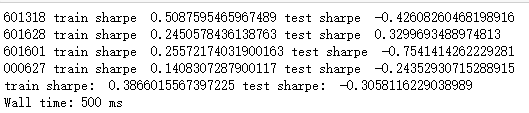 601318 train sharpe 0.5087595465967489 test sharpe -0.42608260468198916
601628 train sharpe 0.2450578436138763 test sharpe 0.3299693488974813
601601 train sharpe 0.25572174031900163 test sharpe -0.7541414262229281
000627 train sharpe 0.1408307287900117 test sharpe -0.24352930715288915
train sharpe: 0.3866015567397225 test sharpe: -0.3058116229038989
Wall time: 500 ms